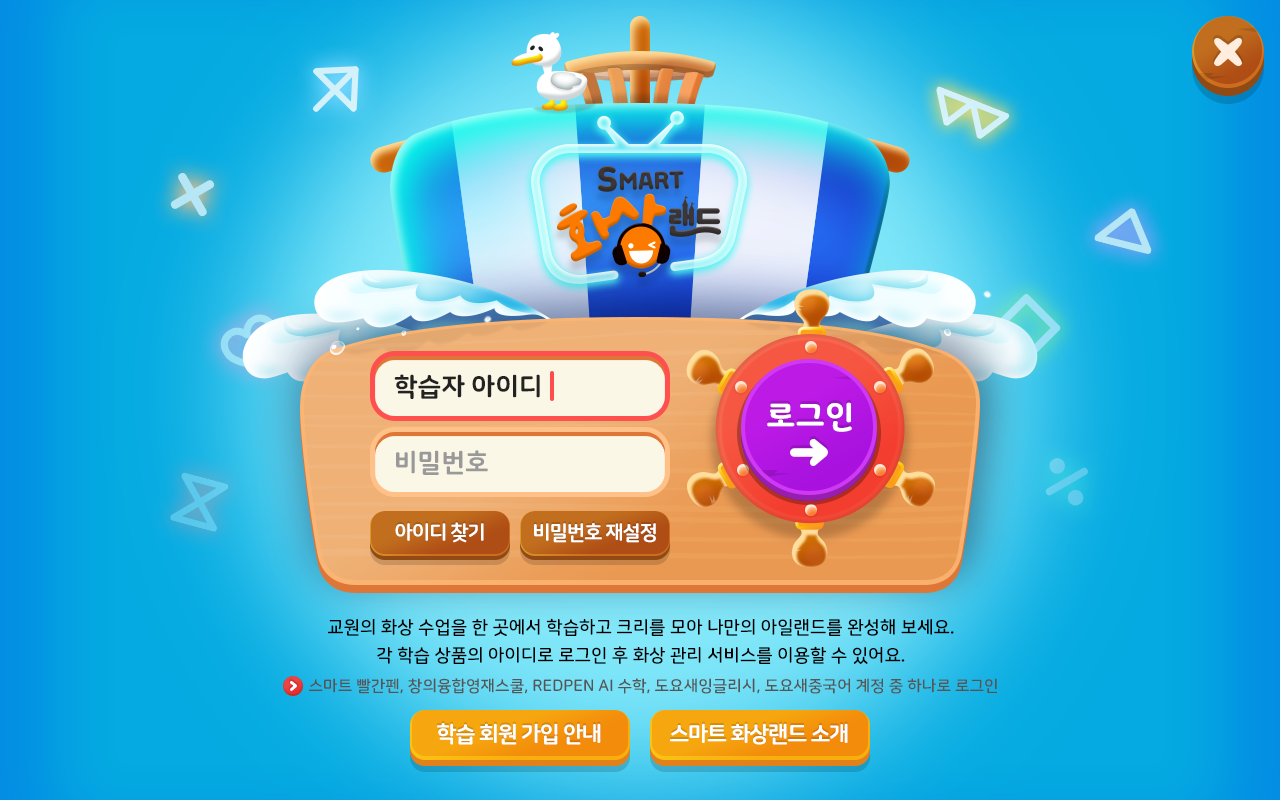 SMART
화상랜드
학습자 아이디
비밀번호
로그인
아이디 찾기
비밀번호 재설정
교원의 화상 수업을 한 곳에서 학습하고 크리를 모아 나만의 아일랜드를 완성해 보세요.
각 학습 상품의 아이디로 로그인 후 화상 관리 서비스를 이용할 수 있어요.
스마트 빨간펜, 창의융합영재스쿨, REDPEN AI 수학, 도요새잉글리시, 도요새중국어 계정 중 하나로 로그인
학습 회원 가입 안내
스마트 화상랜드 소개